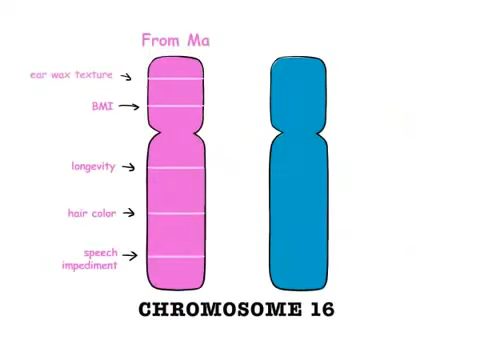 From Ma
ear wax texture
BMI
longevity
hair color
speech
impediment
CHROMOSOME 16